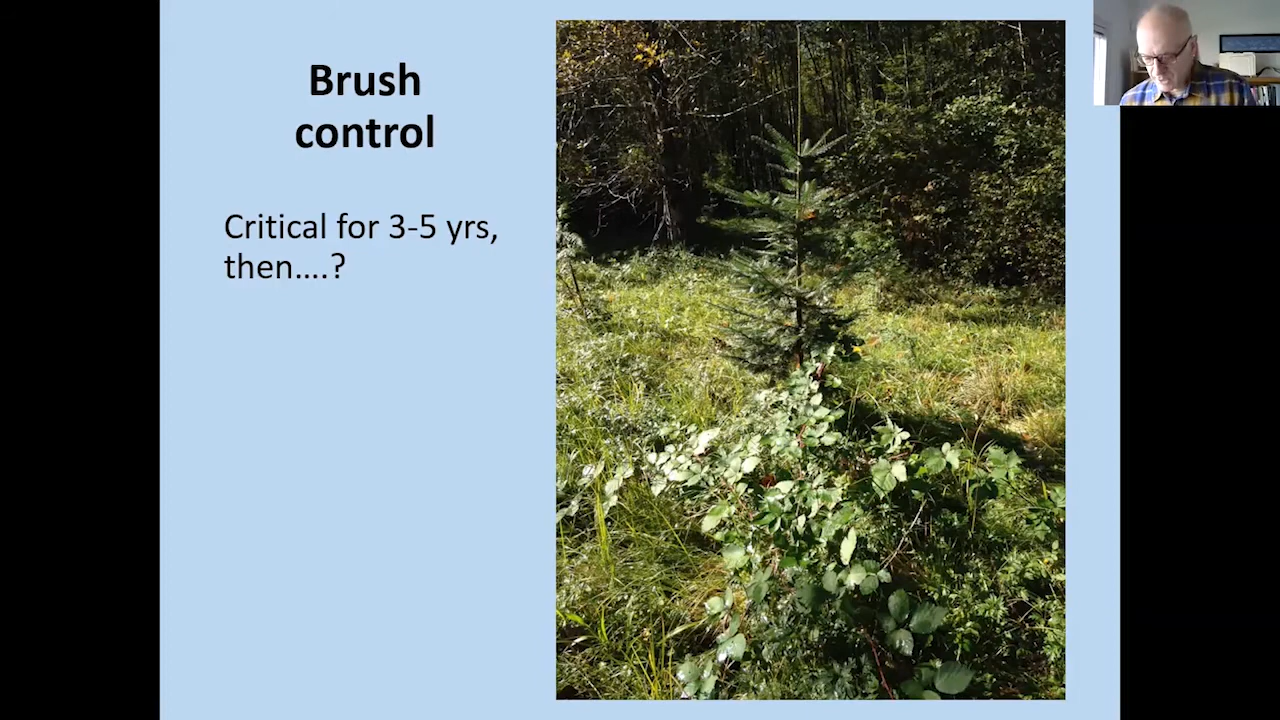 Brush
control
Critical for 3-5 yrs,
then....?